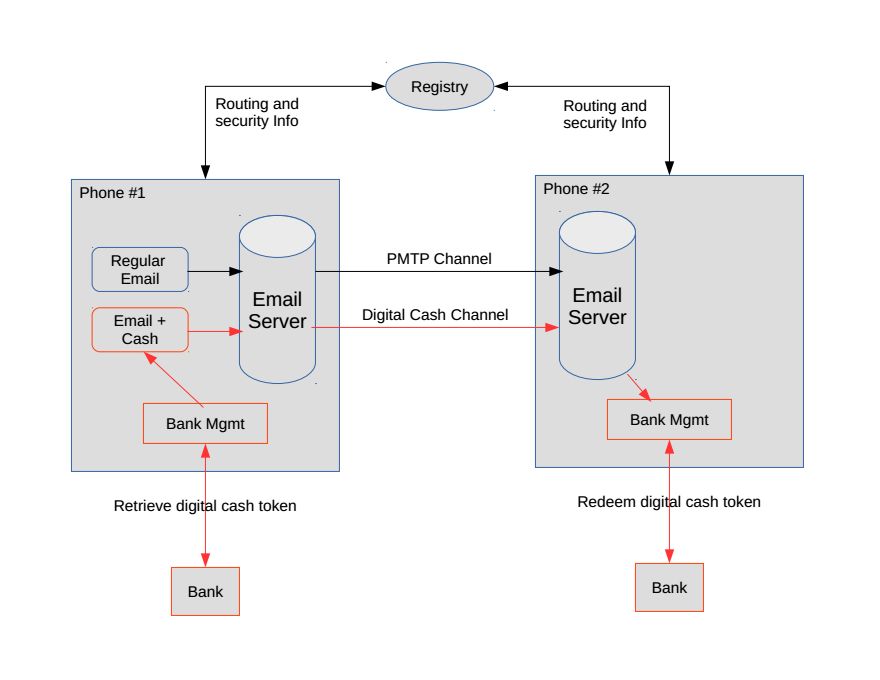 Registry
Routing and
security Info
Routing and
security Info
Phone #1
Phone #2
Regular
Email
Email +
Cash
Email
Server
PMTP Channel
Digital Cash Channel
Email
Server
Bank Mgmt
Bank Mgmt
Retrieve digital cash token
Redeem digital cash token
Bank
Bank